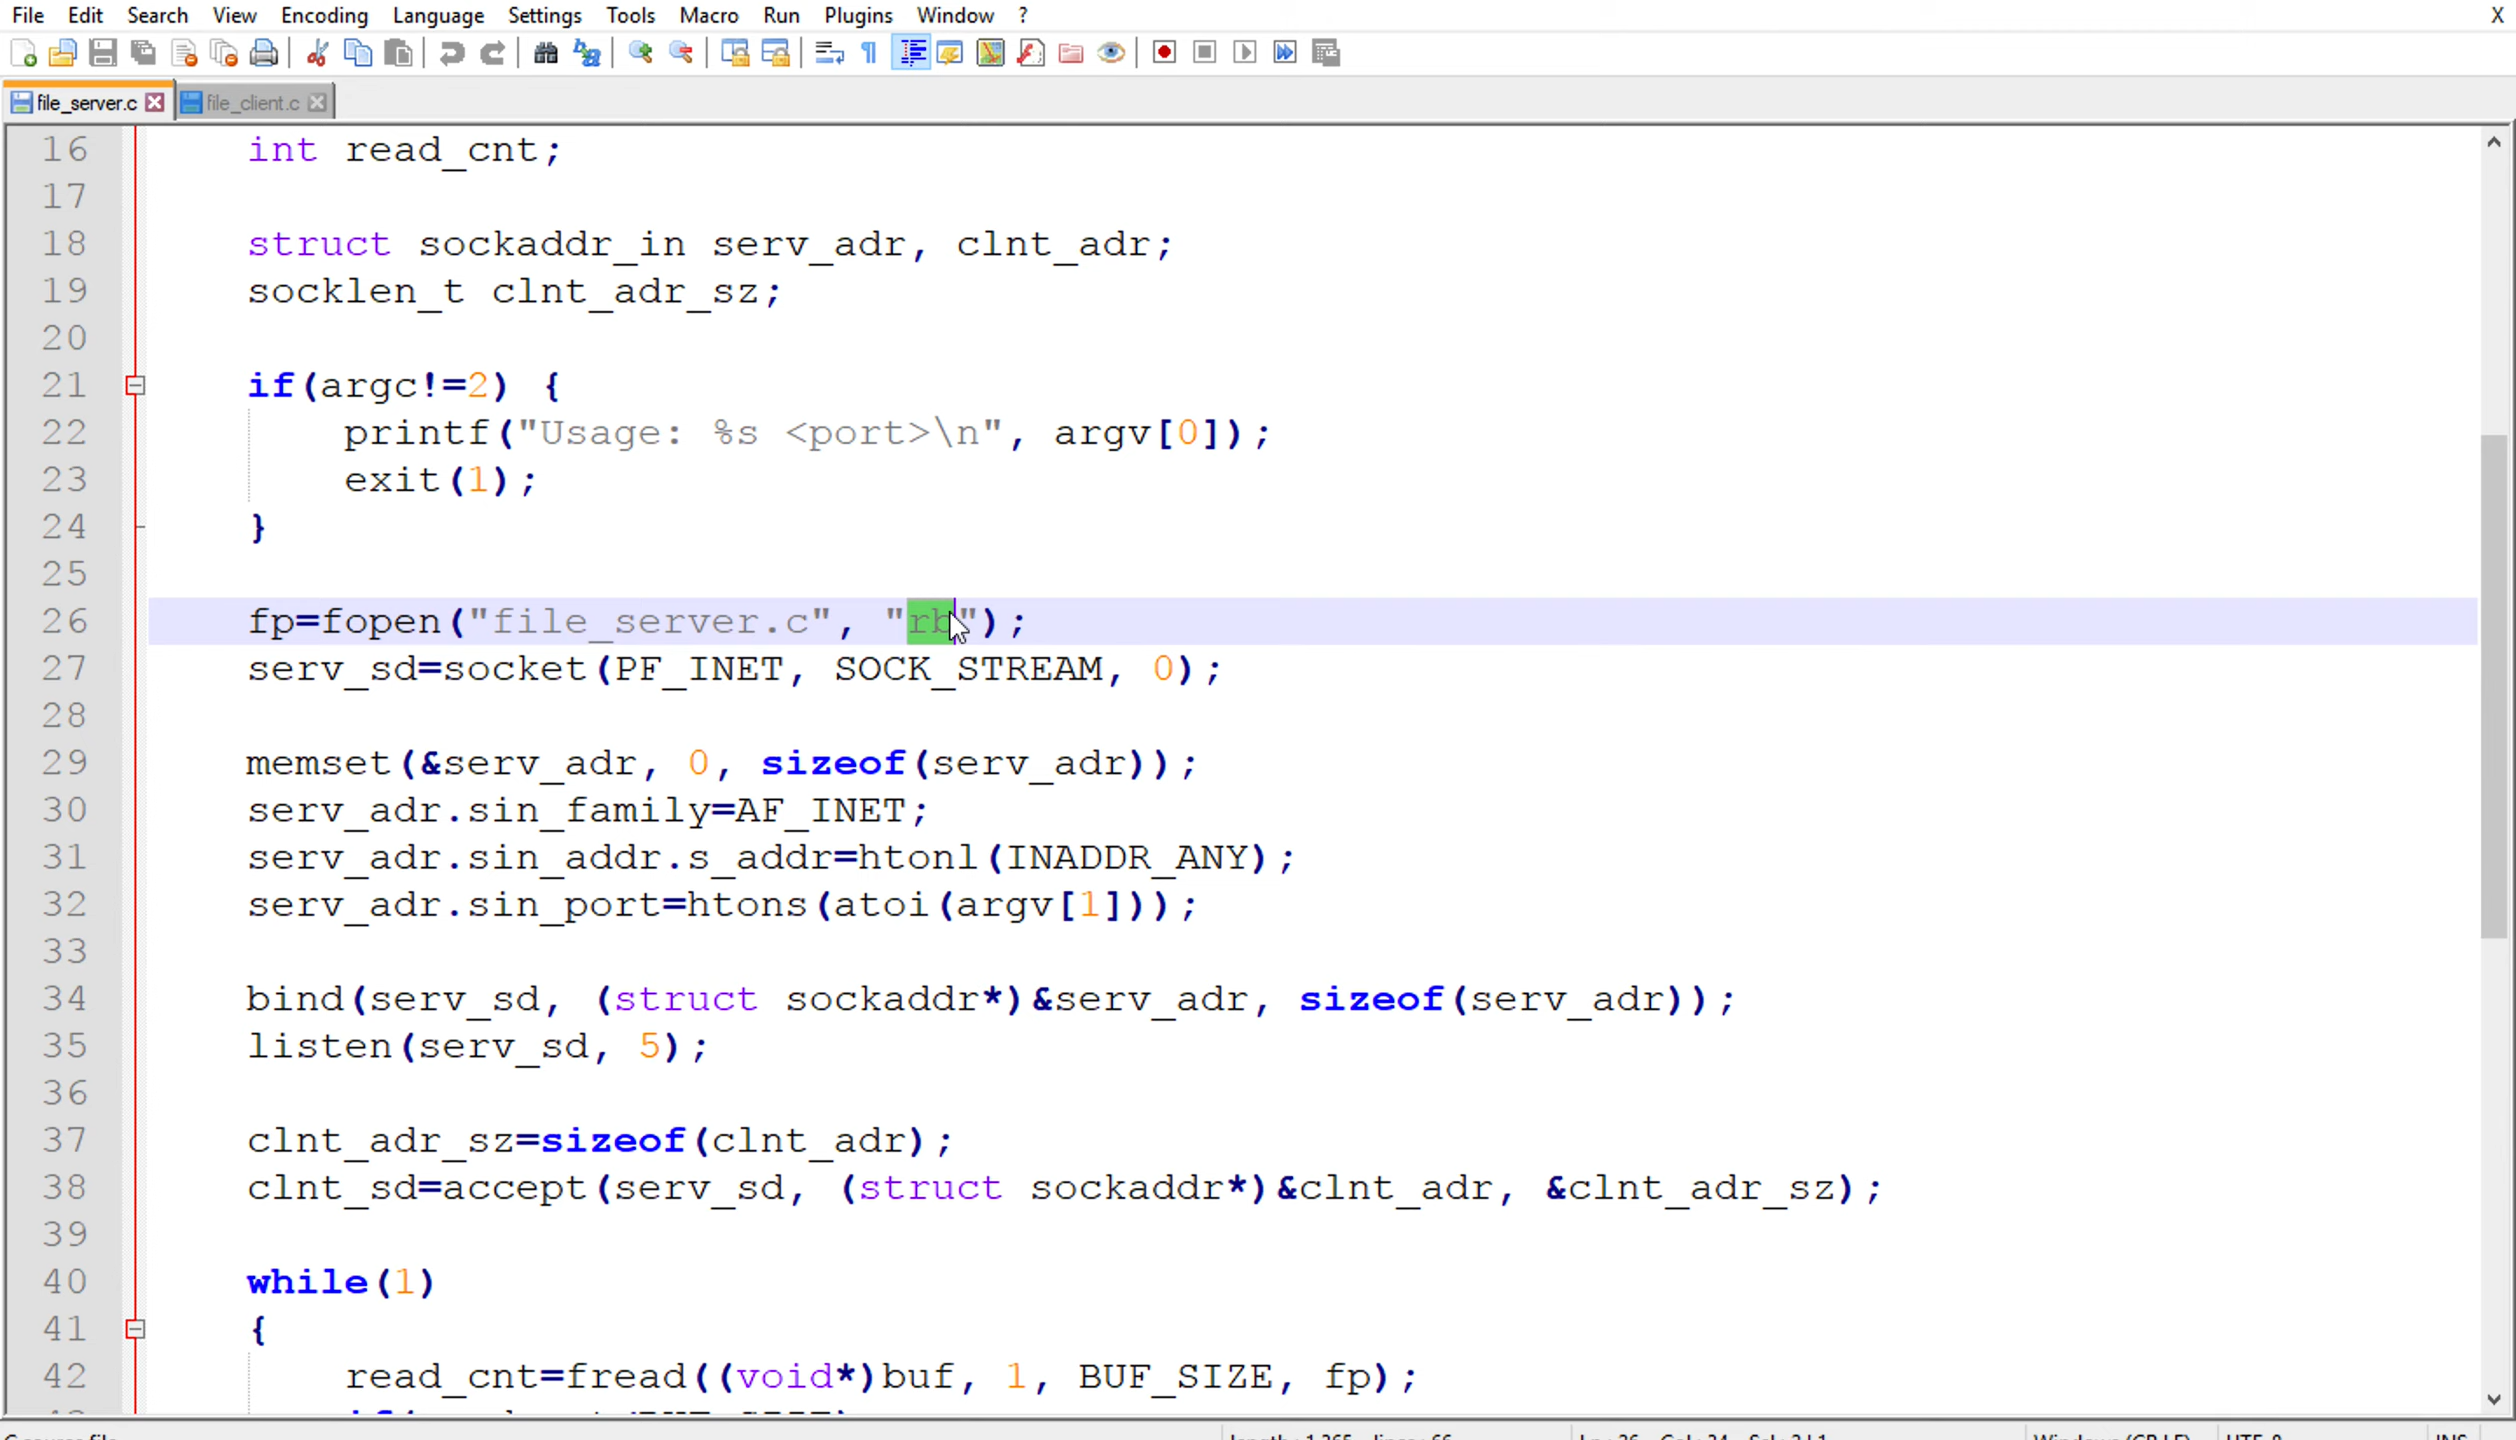 File Edit Search View Encoding Language Settings Tools Macro Run Plugins Window ? X
file_server.c file_client.c
16 int read_cnt;
17
18 struct sockaddr_in serv_adr, clnt_adr;
19 socklen_t clnt_adr_sz;
20
21 if(argc!=2) {
22 printf("Usage: %s <port>\n", argv[0]);
23 exit(1);
24 }
25
26 fp=fopen("file_server.c", "rb");
27 serv_sd=socket(PF_INET, SOCK_STREAM, 0);
28
29 memset(&serv_adr, 0, sizeof(serv_adr));
30 serv_adr.sin_family=AF_INET;
31 serv_adr.sin_addr.s_addr=htonl(INADDR_ANY);
32 serv_adr.sin_port=htons(atoi(argv[1]));
33
34 bind(serv_sd, (struct sockaddr*)&serv_adr, sizeof(serv_adr));
35 listen(serv_sd, 5);
36
37 clnt_adr_sz=sizeof(clnt_adr);
38 clnt_sd=accept(serv_sd, (struct sockaddr*)&clnt_adr, &clnt_adr_sz);
39
40 while(1)
41 {
42 read_cnt=fread((void*)buf, 1, BUF_SIZE, fp);